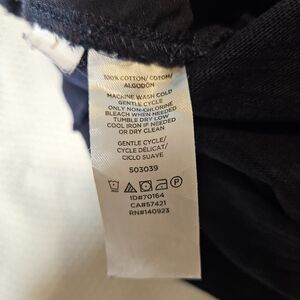 100% COTTON/ COTON/
ALGODÓN
MACHINE WASH COLD
GENTLE CYCLE
ONLY NON-CHLORINE
BLEACH WHEN NEEDED
TUMBLE DRY LOW
COOL IRON IF NEEDED
OR DRY CLEAN
GENTLE CYCLE/
CYCLE DÉLICAT/
CICLO SUAVE
503039
ID#70164
CA#57421
RN#140923